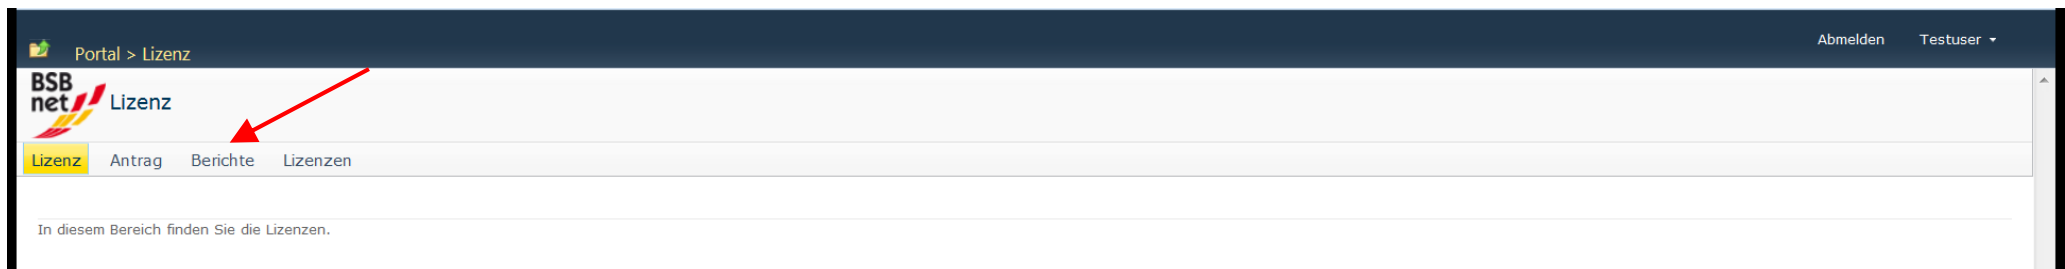 Portal > Lizenz
Abmelden Testuser
BSB
net
Lizenz
Lizenz Antrag Berichte Lizenzen
In diesem Bereich finden Sie die Lizenzen.